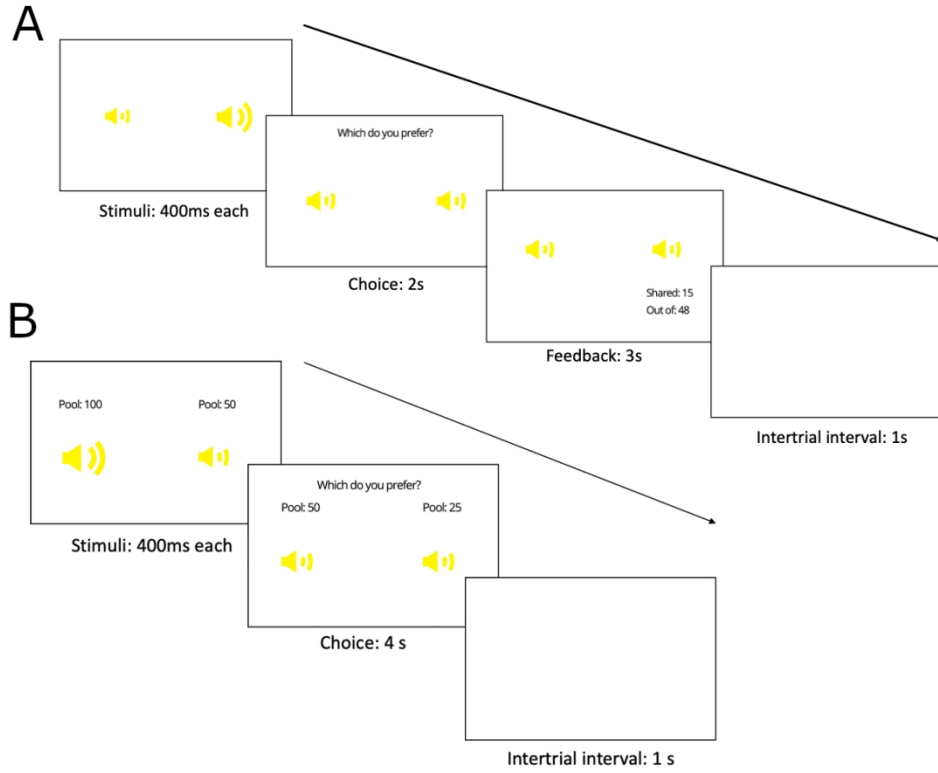 A
Stimuli: 400ms each
Which do you prefer?
Choice: 2s
Shared: 15
Out of: 48
Feedback: 3s
Intertrial interval: 1s
B
Pool: 100
Pool: 50
Stimuli: 400ms each
Which do you prefer?
Pool: 50
Pool: 25
Choice: 4 s
Intertrial interval: 1 s